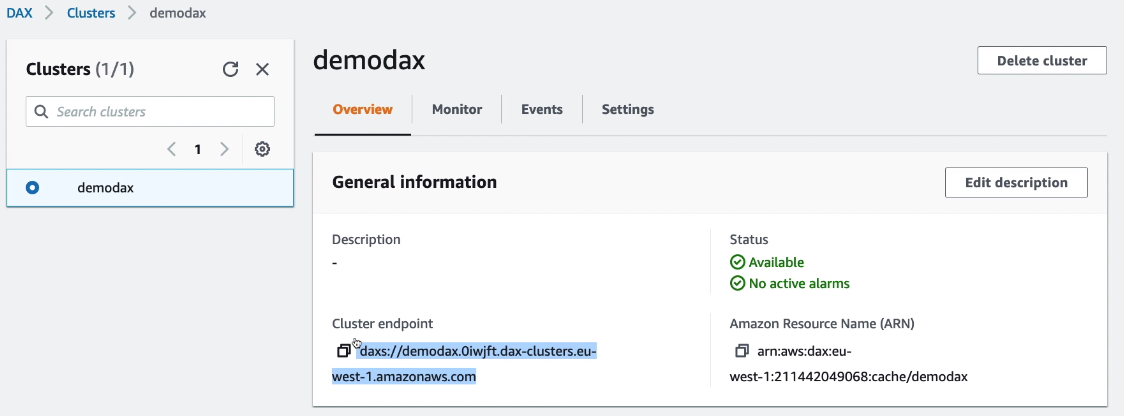 DAX > Clusters > demodax
Clusters (1/1)
Search clusters
1
demodax
demodax
Delete cluster
Overview
Monitor
Events
Settings
General information
Edit description
Description
-
Status
Available
No active alarms
Cluster endpoint
daxs://demodax.0iwjft.dax-clusters.eu-
west-1.amazonaws.com
Amazon Resource Name (ARN)
arn:aws:dax:eu-
west-1:211442049068:cache/demodax